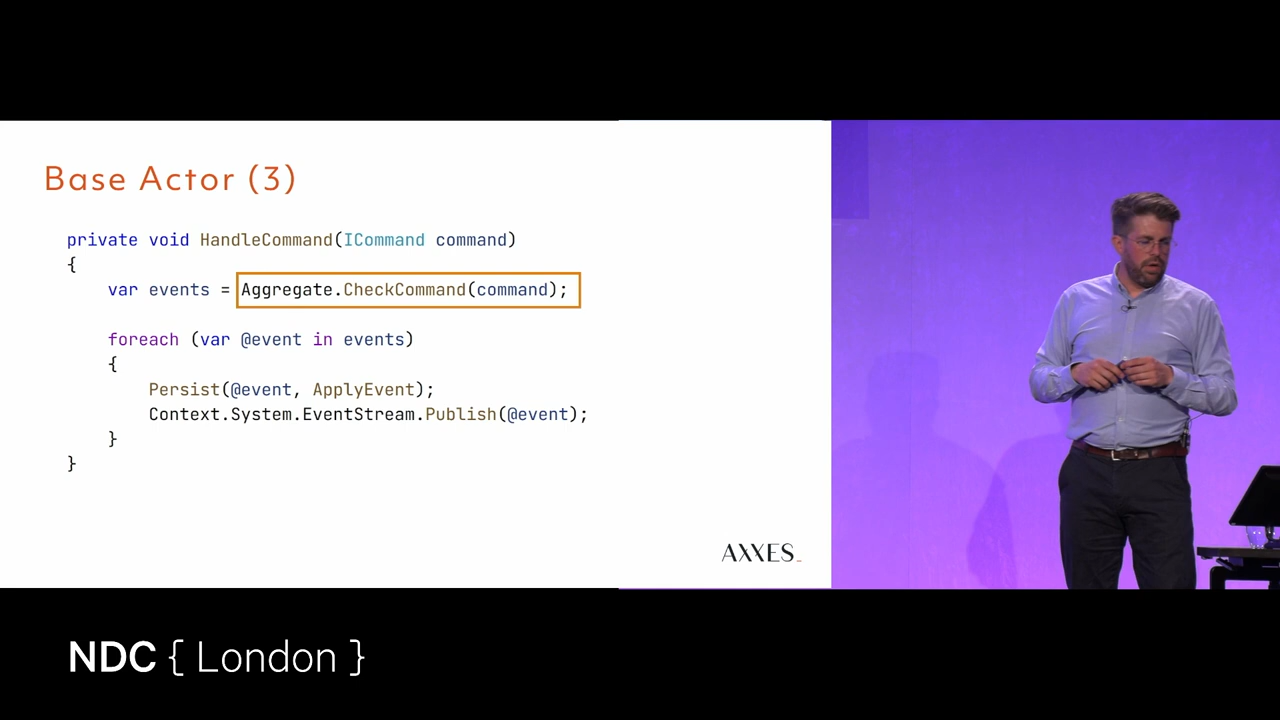 Base Actor (3)
private void HandleCommand(ICommand command)
{
var events = Aggregate.CheckCommand(command);
foreach (var @event in events)
{
Persist(@event, ApplyEvent);
Context.System.EventStream.Publish(@event);
}
}
AXXES_
NDC { London }